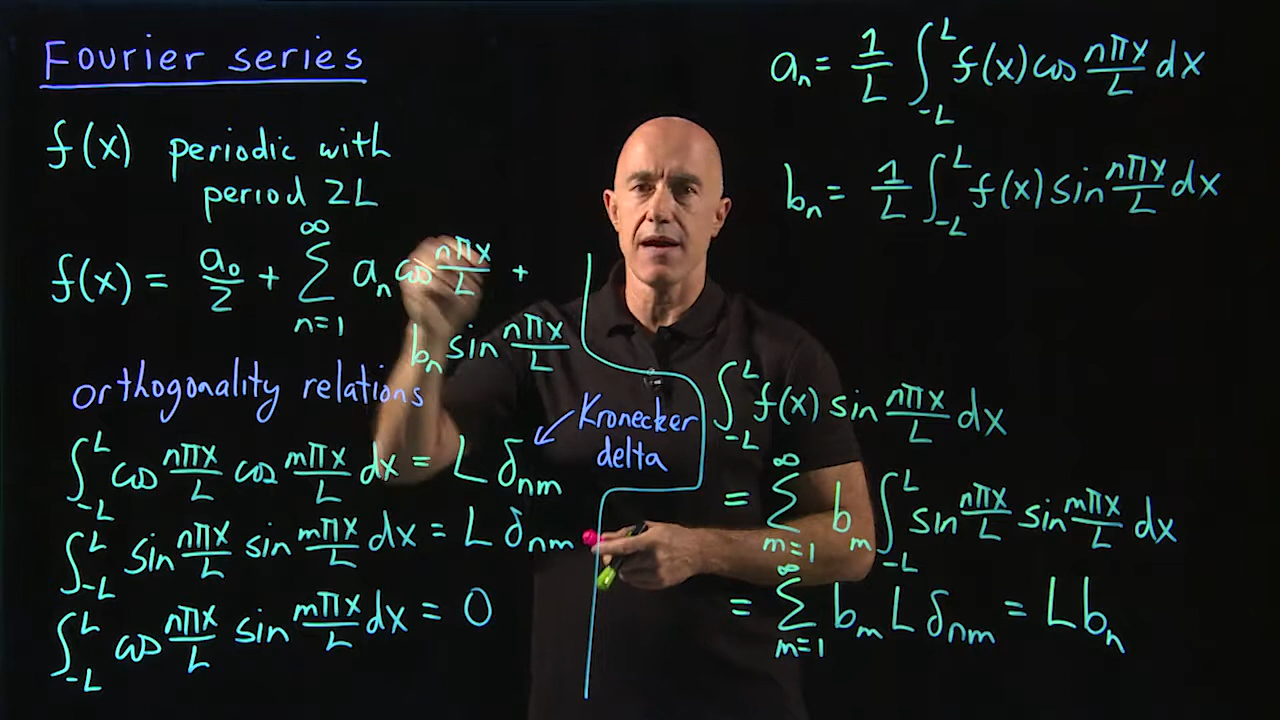 Fourier series
f(x) periodic with
period 2L
f(x) = a₀/2 + ∑_{n=1}^{∞} aₙ cos nπx/L +
bₙ sin nπx/L
orthogonality relations
∫_{-L}^{L} cos nπx/L cos mπx/L dx = L δₙₘ
Kronecker
delta
∫_{-L}^{L} sin nπx/L sin mπx/L dx = L δₙₘ
∫_{-L}^{L} cos nπx/L sin mπx/L dx = 0
aₙ = 1/L ∫_{-L}^{L} f(x) cos nπx/L dx
bₙ = 1/L ∫_{-L}^{L} f(x) sin nπx/L dx
∫_{-L}^{L} f(x) sin nπx/L dx
= ∑_{m=1}^{∞} bₘ ∫_{-L}^{L} sin nπx/L sin mπx/L dx
= ∑_{m=1}^{∞} bₘ L δₙₘ = L bₙ